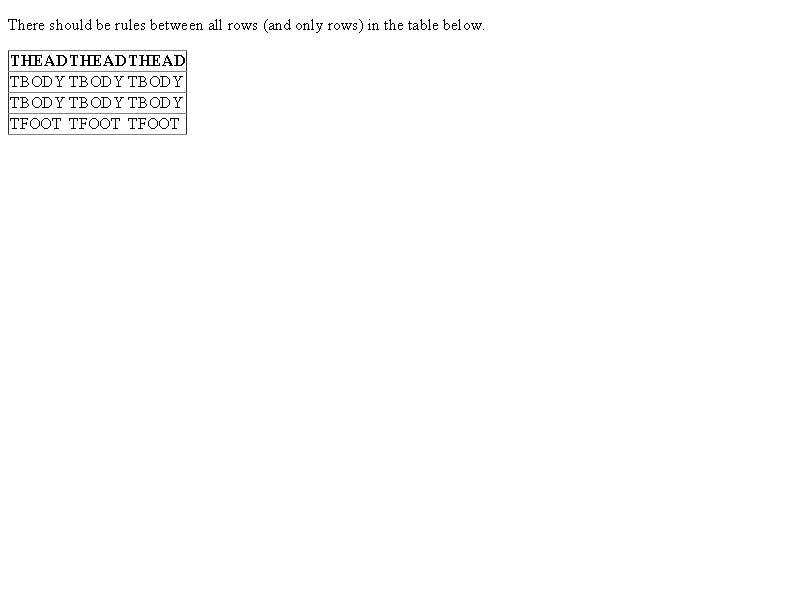 There should be rules between all rows (and only rows) in the table below.
THEAD THEAD THEAD
TBODY TBODY TBODY
TBODY TBODY TBODY
TFOOT TFOOT TFOOT